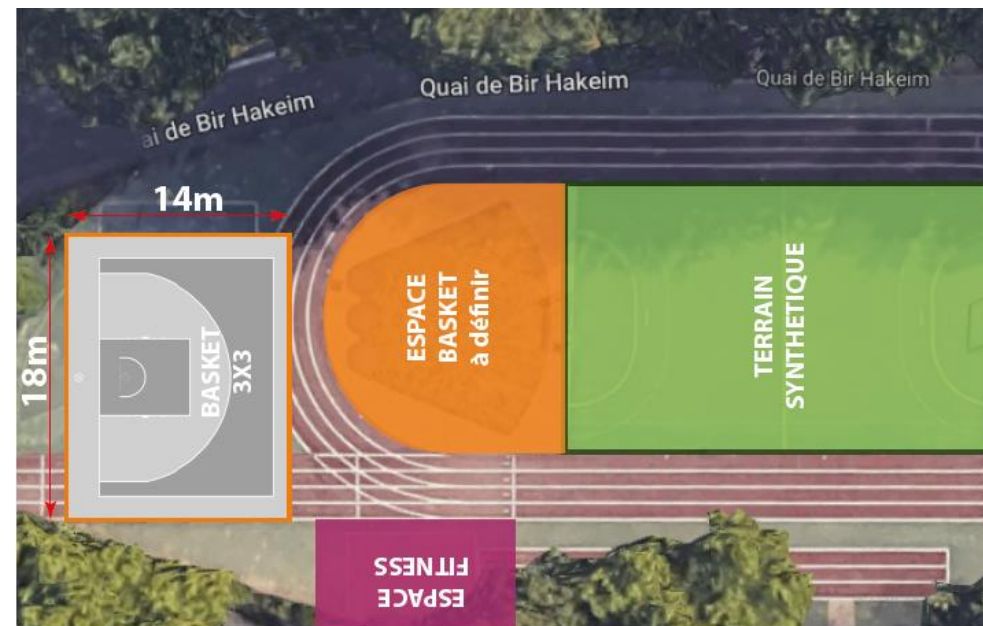 ai de Bir Hakeim
Quai de Bir Hakeim
Quai de Bir Hakeim
14m
18m
BASKET
3X3
ESPACE
BASKET
à définir
TERRAIN
SYNTHETIQUE
ESPACE
FITNESS